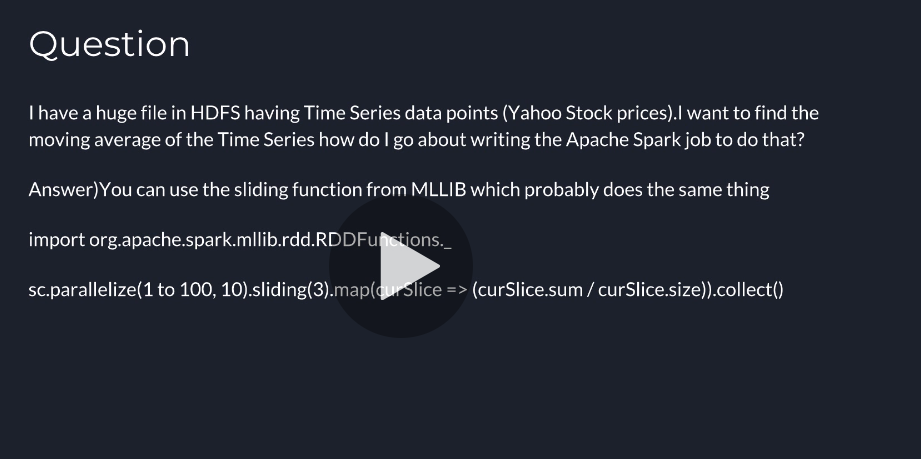 Question
I have a huge file in HDFS having Time Series data points (Yahoo Stock prices).I want to find the
moving average of the Time Series how do I go about writing the Apache Spark job to do that?
Answer)You can use the sliding function from MLLIB which probably does the same thing
import org.apache.spark.mllib.rdd.RDDFunctions._
sc.parallelize(1 to 100, 10).sliding(3).map(curSlice => (curSlice.sum / curSlice.size)).collect()